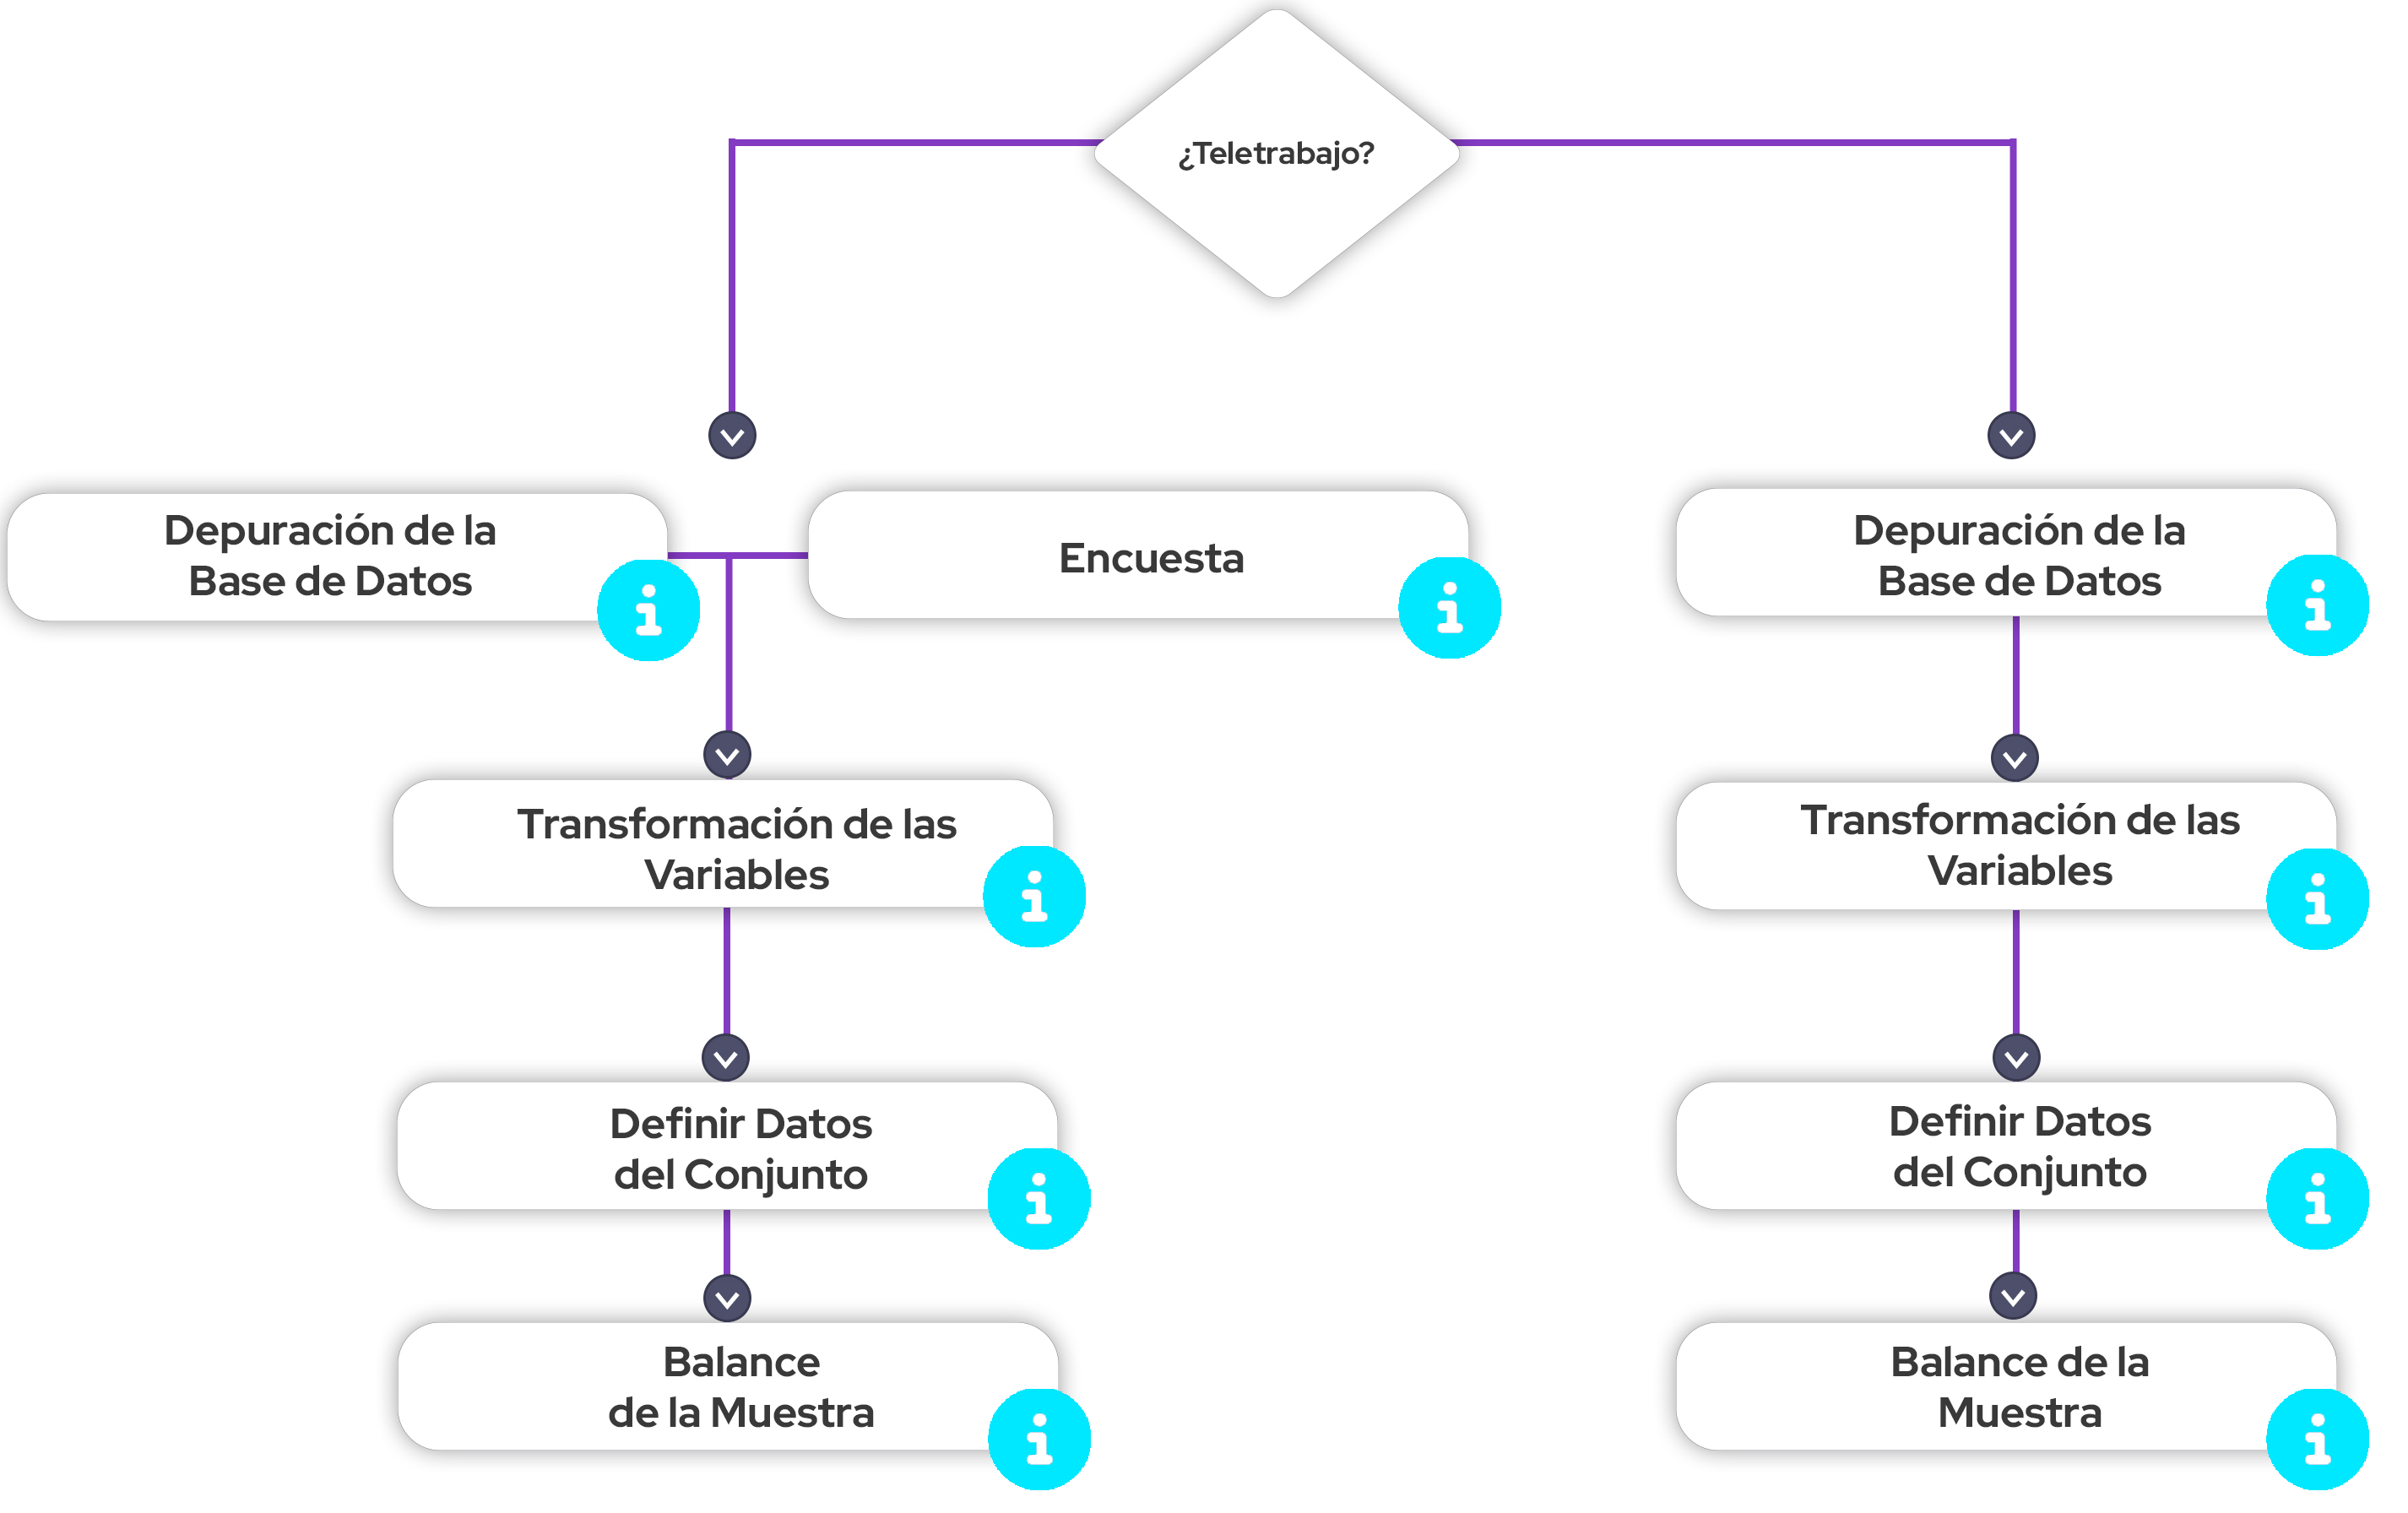 ¿Teletrabajo?
Depuración de la
Base de Datos
Encuesta
Depuración de la
Base de Datos
Transformación de las
Variables
Transformación de las
Variables
Definir Datos
del Conjunto
Definir Datos
del Conjunto
Balance
de la Muestra
Balance de la
Muestra